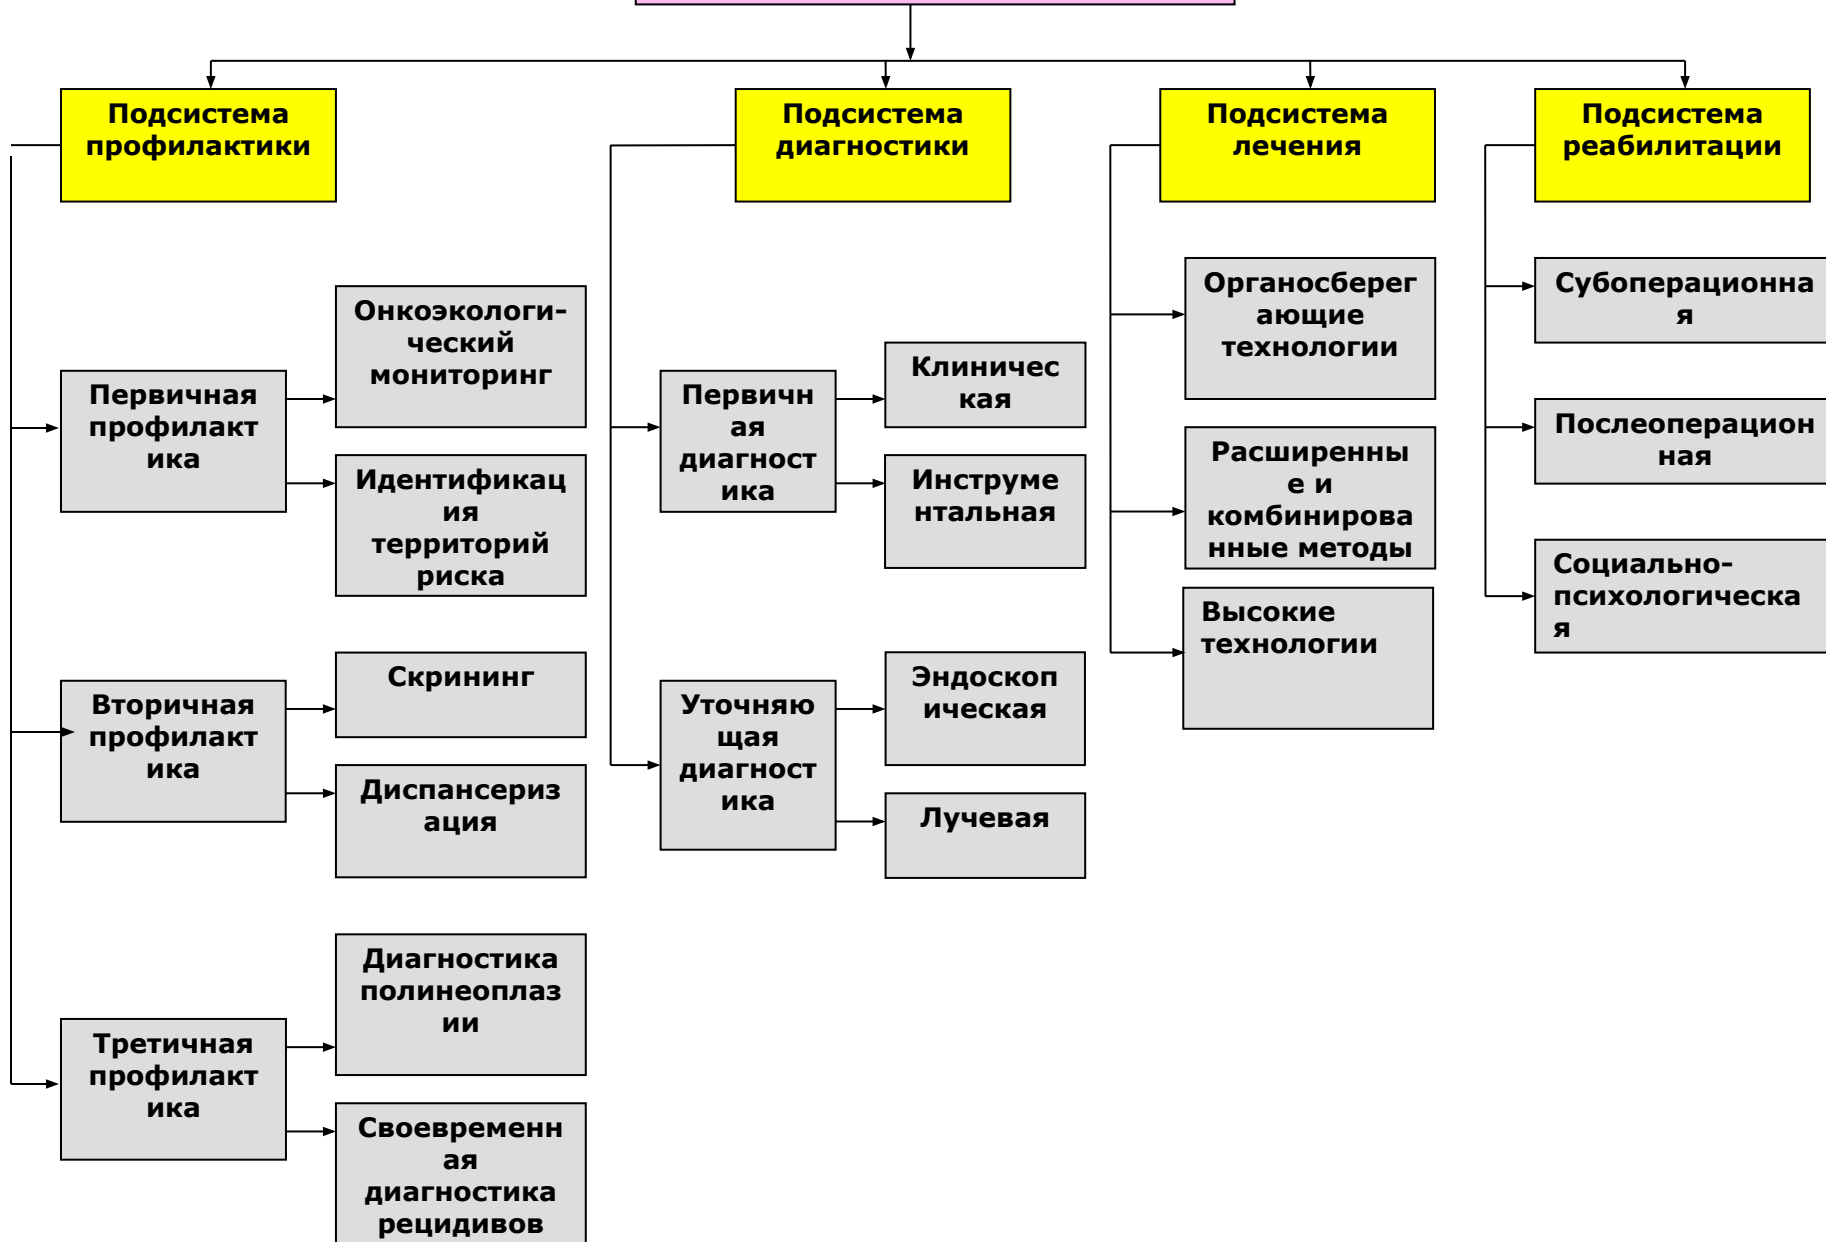 Подсистема
профилактики
Подсистема
диагностики
Подсистема
лечения
Подсистема
реабилитации
Онкоэкологи-
ческий
мониторинг
Первичная
профилакт
ика
Идентификац
ия
территорий
риска
Скрининг
Вторичная
профилакт
ика
Диспансериз
ация
Диагностика
полинеоплаз
ии
Третичная
профилакт
ика
Своевременн
ая
диагностика
рецидивов
Клиничес
кая
Первичн
ая
диагност
ика
Инструме
нтальная
Эндоскоп
ическая
Уточняю
щая
диагност
ика
Лучевая
Органосберег
ающие
технологии
Расширенны
е и
комбинирова
нные методы
Высокие
технологии
Субоперационна
я
Послеоперацион
ная
Социально-
психологическа
я